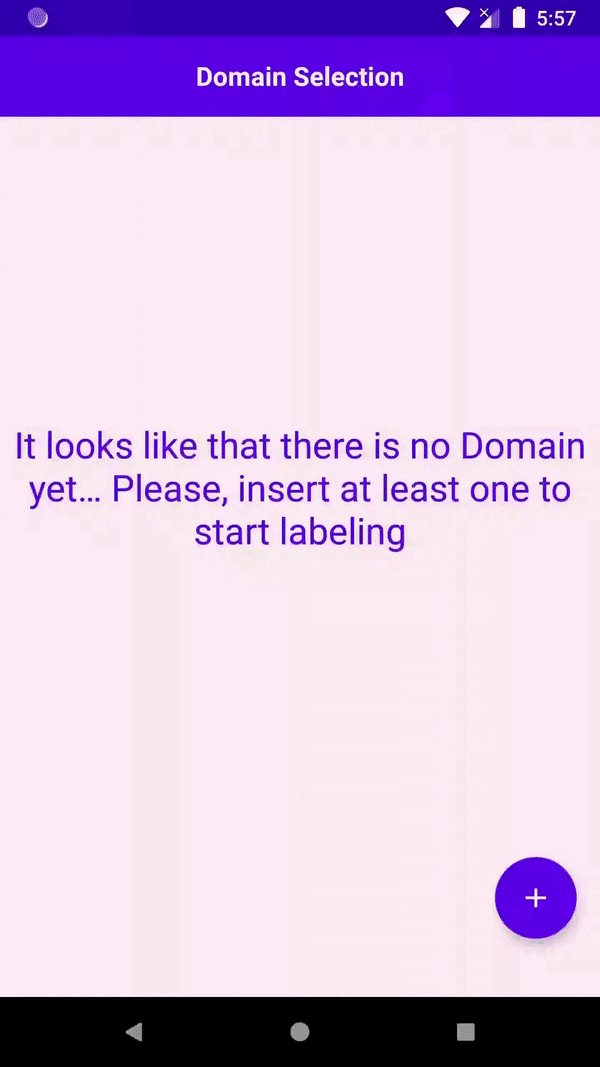 5:57
Domain Selection
It looks like that there is no Domain
yet… Please, insert at least one to
start labeling